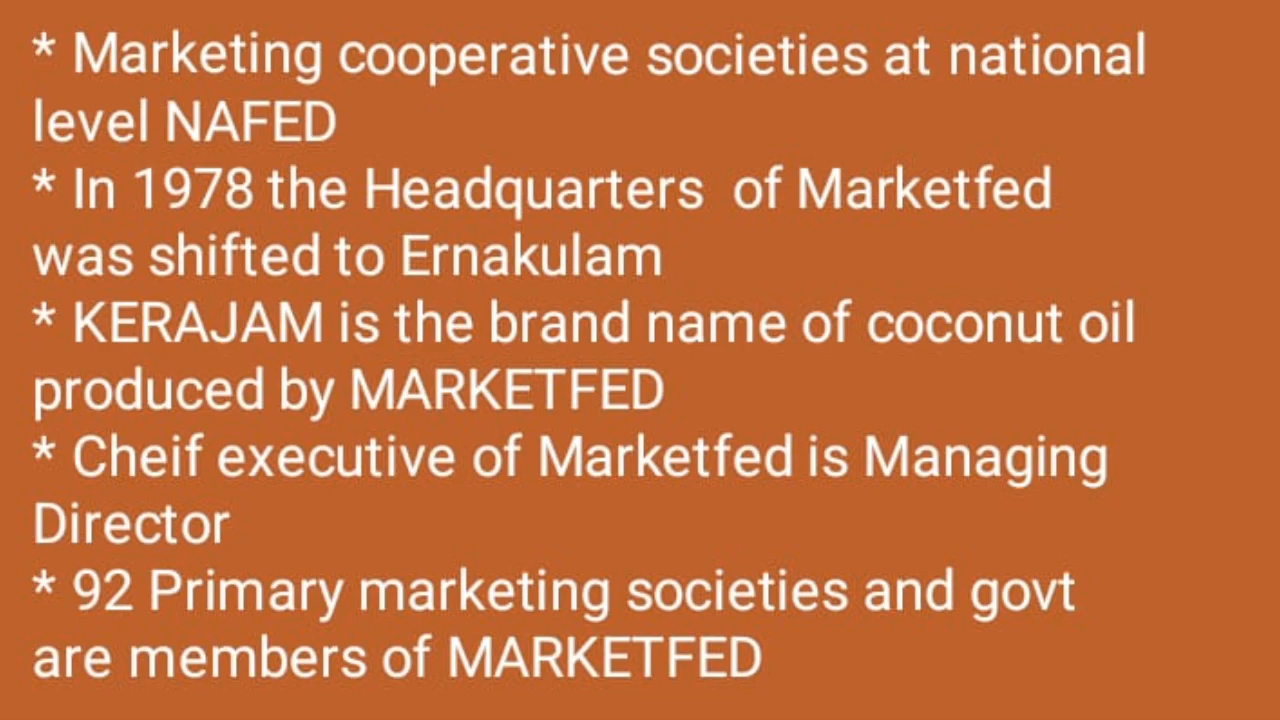 * Marketing cooperative societies at national
level NAFED
* In 1978 the Headquarters  of Marketfed
was shifted to Ernakulam
* KERAJAM is the brand name of coconut oil
produced by MARKETFED
* Cheif executive of Marketfed is Managing
Director
* 92 Primary marketing societies and govt
are members of MARKETFED